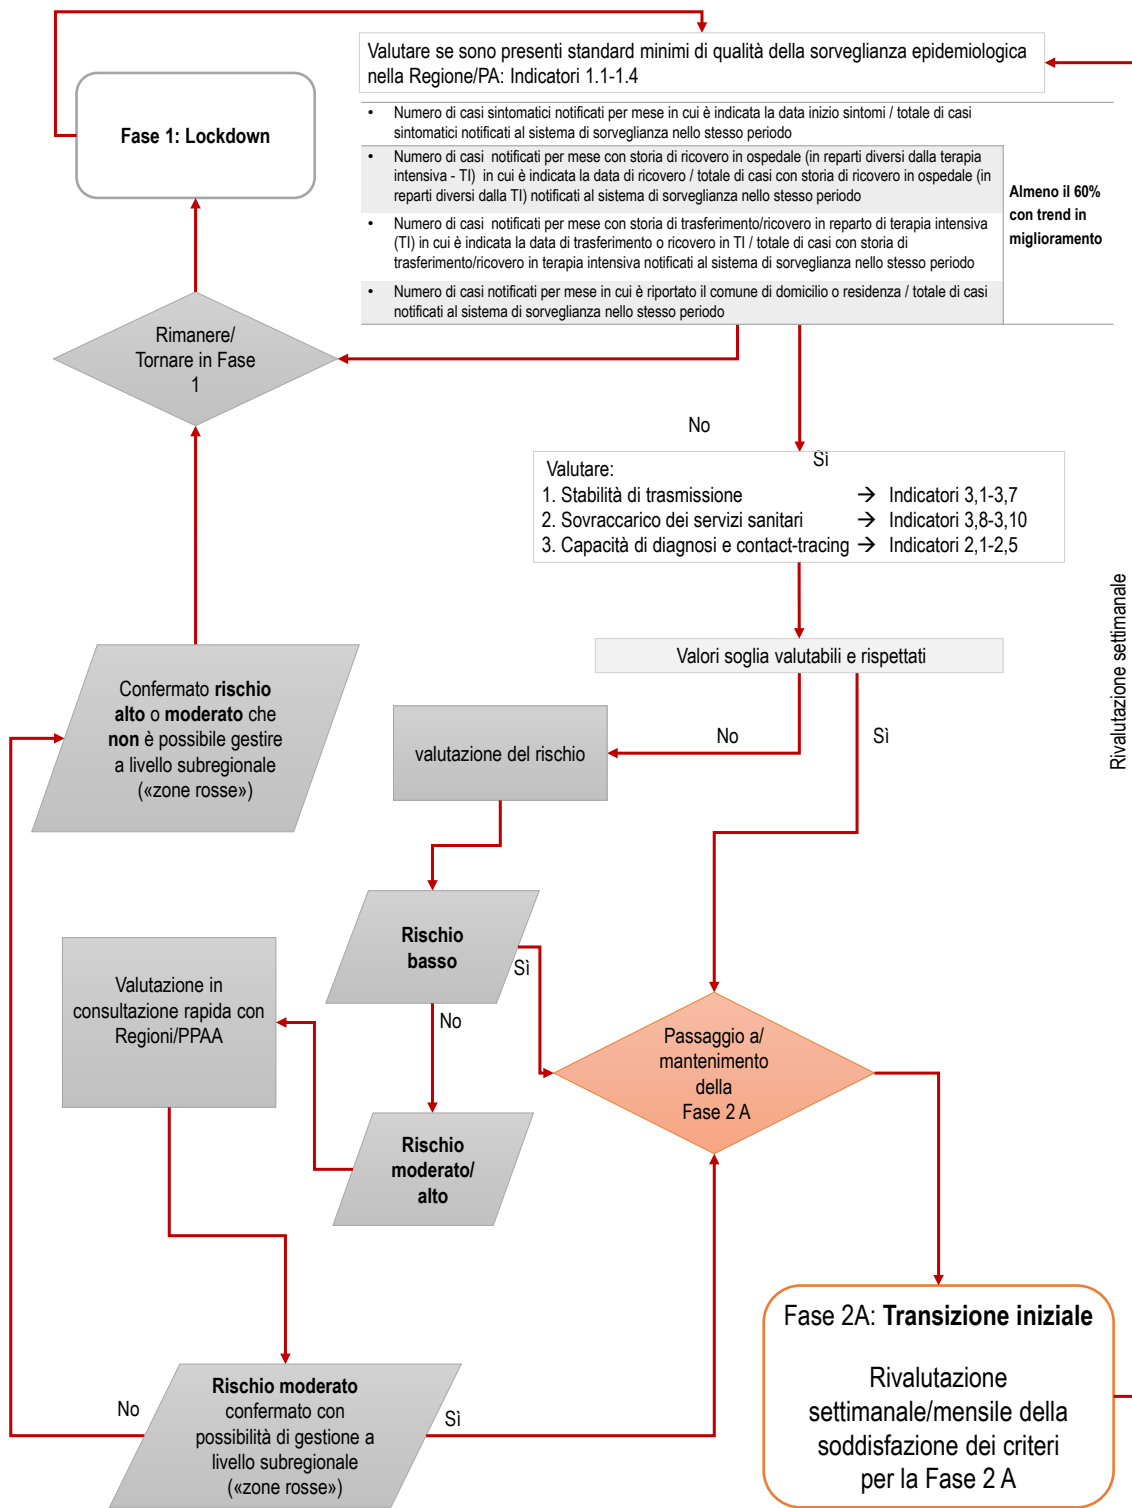 Valutare se sono presenti standard minimi di qualità della sorveglianza epidemiologica
nella Regione/PA: Indicatori 1.1-1.4
Fase 1: Lockdown
• Numero di casi sintomatici notificati per mese in cui è indicata la data inizio sintomi / totale di casi
sintomatici notificati al sistema di sorveglianza nello stesso periodo
• Numero di casi notificati per mese con storia di ricovero in ospedale (in reparti diversi dalla terapia
intensiva - TI) in cui è indicata la data di ricovero / totale di casi con storia di ricovero in ospedale (in
reparti diversi dalla TI) notificati al sistema di sorveglianza nello stesso periodo
• Numero di casi notificati per mese con storia di trasferimento/ricovero in reparto di terapia intensiva
(TI) in cui è indicata la data di trasferimento o ricovero in TI / totale di casi con storia di
trasferimento/ricovero in terapia intensiva notificati al sistema di sorveglianza nello stesso periodo
• Numero di casi notificati per mese in cui è riportato il comune di domicilio o residenza / totale di casi
notificati al sistema di sorveglianza nello stesso periodo
Almeno il 60%
con trend in
miglioramento
Rimanere/
Tornare in Fase
1
No
Sì
Valutare:
1. Stabilità di trasmissione → Indicatori 3,1-3,7
2. Sovraccarico dei servizi sanitari → Indicatori 3,8-3,10
3. Capacità di diagnosi e contact-tracing → Indicatori 2,1-2,5
Rivalutazione settimanale
Valori soglia valutabili e rispettati
Confermato rischio
alto o moderato che
non è possibile gestire
a livello subregionale
(«zone rosse»)
No
Sì
valutazione del rischio
Rischio
basso
Sì
No
Valutazione in
consultazione rapida con
Regioni/PPAA
Passaggio a/
mantenimento
della
Fase 2 A
Rischio
moderato/
alto
Fase 2A: Transizione iniziale
Rivalutazione
settimanale/mensile della
soddisfazione dei criteri
per la Fase 2 A
Rischio moderato
confermato con
possibilità di gestione a
livello subregionale
(«zone rosse»)
No
Sì